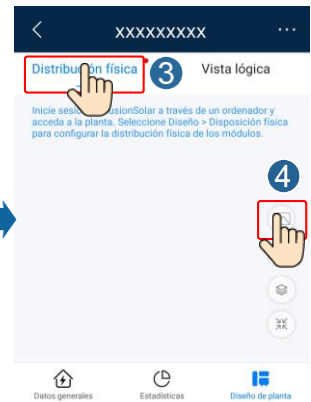 xxxxxxxxx
Distribución física 3 Vista lógica
Inicie sesión FusionSolar a través de un ordenador y
acceda a la planta. Seleccione Diseño > Disposición física
para configurar la distribución física de los módulos.
4
Datos generales Estadísticas Diseño de planta